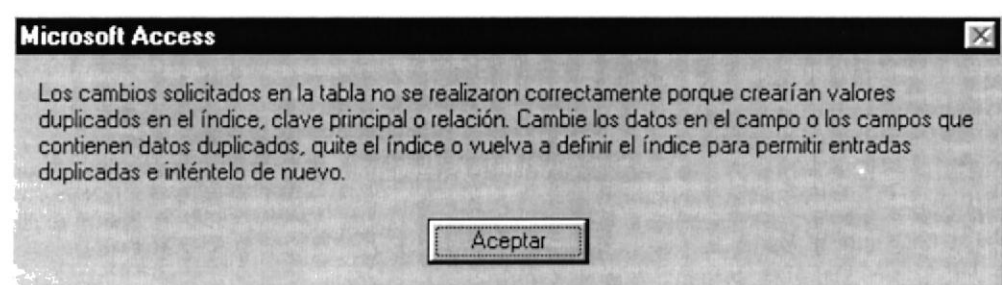 Microsoft Access
Los cambios solicitados en la tabla no se realizaron correctamente porque crearían valores
duplicados en el índice, clave principal o relación. Cambie los datos en el campo o los campos que
contienen datos duplicados, quite el índice o vuelva a definir el índice para permitir entradas
duplicadas e inténtelo de nuevo.
Aceptar